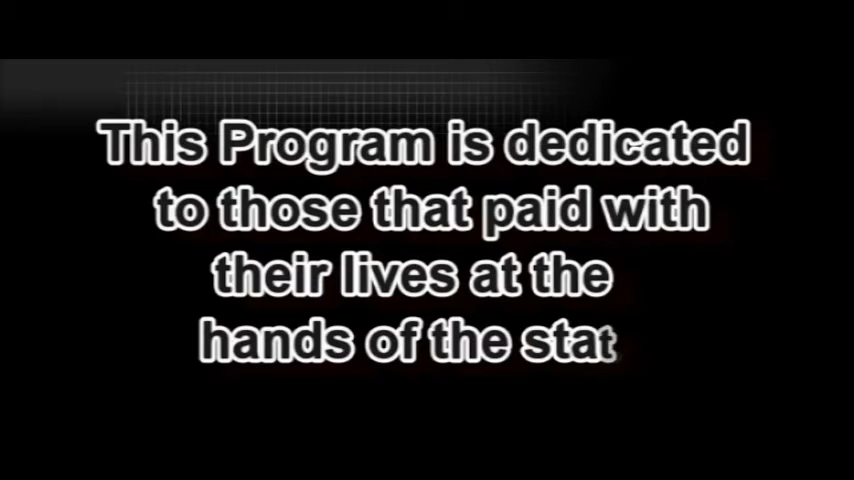 This Program is dedicated
to those that paid with
their lives at the
hands of the stat